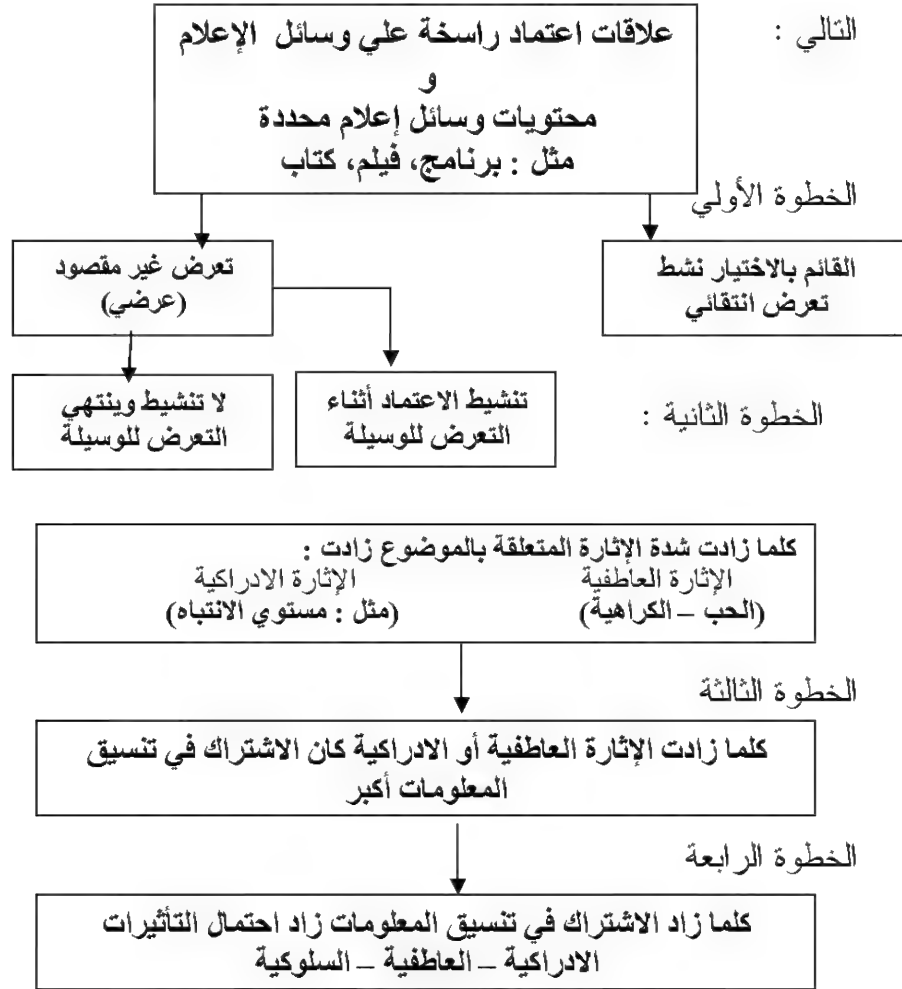 التالي :
علاقات اعتماد راسخة علي وسائل الإعلام
و
محتويات وسائل إعلام محددة
مثل : برنامج، فيلم، كتاب
الخطوة الأولي
القائم بالاختيار نشط
تعرض انتقائي
تعرض غير مقصود
(عرضي)
الخطوة الثانية :
تنشيط الاعتماد أثناء
التعرض للوسيلة
لا تنشيط وينتهي
التعرض للوسيلة
كلما زادت شدة الإثارة المتعلقة بالموضوع زادت :
الإثارة العاطفية الإثارة الادراكية
(الحب – الكراهية) (مثل : مستوي الانتباه)
الخطوة الثالثة
كلما زادت الإثارة العاطفية أو الادراكية كان الاشتراك في تنسيق
المعلومات أكبر
الخطوة الرابعة
كلما زاد الاشتراك في تنسيق المعلومات زاد احتمال التأثيرات
الادراكية – العاطفية – السلوكية